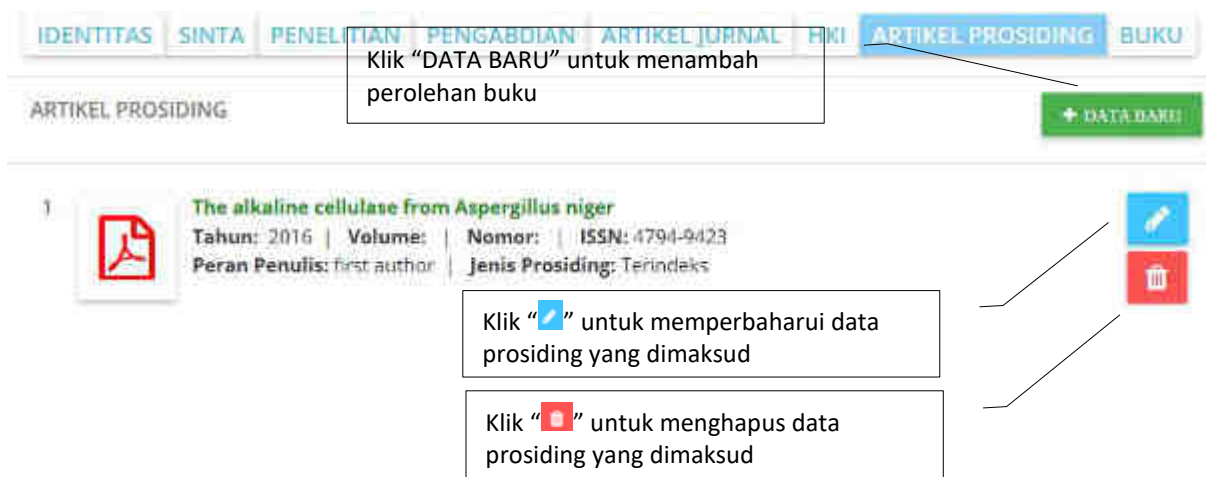 IDENTITAS SINTA PENELITIAN PENGABDIAN ARTIKEL JURNAL HKI ARTIKEL PROSIDING BUKU
Klik “DATA BARU” untuk menambah
perolehan buku
ARTIKEL PROSIDING
+ DATA BARU
1
The alkaline cellulase from Aspergillus niger
Tahun: 2016 | Volume: | Nomor: | ISSN: 4794-9423
Peran Penulis: first author | Jenis Prosiding: Terindeks
Klik “ ” untuk memperbaharui data
prosiding yang dimaksud
Klik “ ” untuk menghapus data
prosiding yang dimaksud